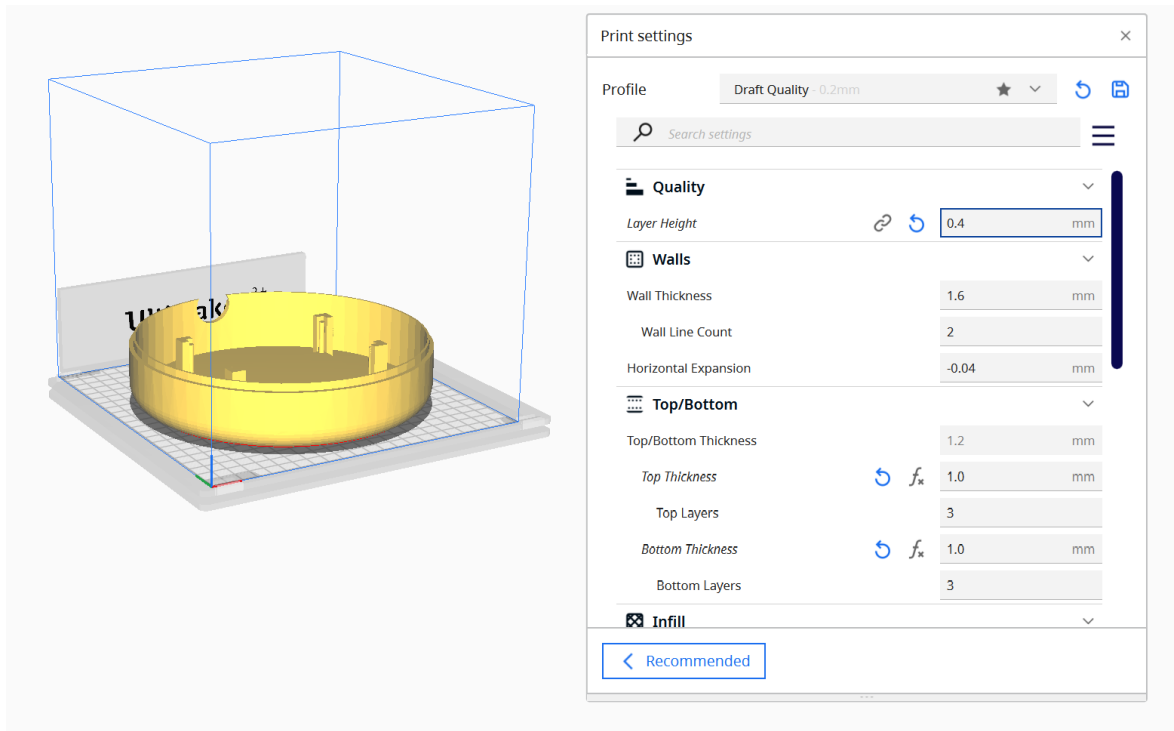 Print settings
Profile
Draft Quality - 0.2mm
Search settings
Quality
Layer Height 0.4 mm
Walls
Wall Thickness 1.6 mm
Wall Line Count 2
Horizontal Expansion -0.04 mm
Top/Bottom
Top/Bottom Thickness 1.2 mm
Top Thickness fx 1.0 mm
Top Layers 3
Bottom Thickness fx 1.0 mm
Bottom Layers 3
Infill
Recommended